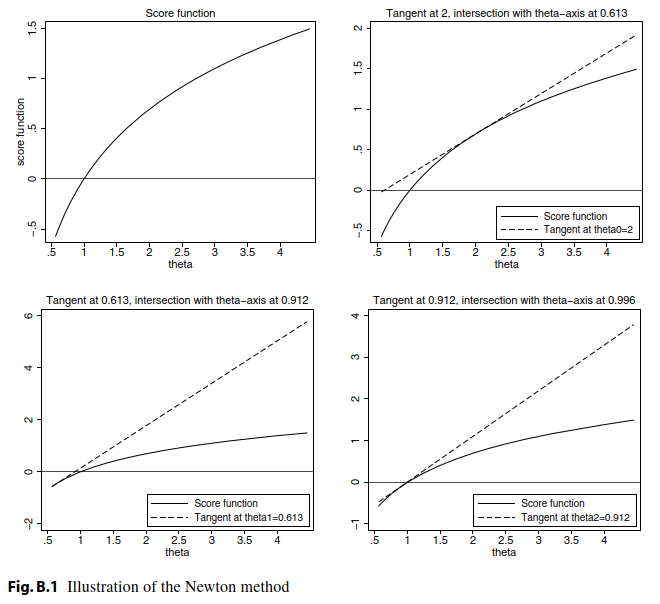 Score function
score function
1.5
1
.5
0
-.5
.5 1 1.5 2 2.5 3 3.5 4
theta
Tangent at 2, intersection with theta-axis at 0.613
2
1.5
1
.5
0
-.5
Score function
Tangent at theta0=2
.5 1 1.5 2 2.5 3 3.5 4
theta
Tangent at 0.613, intersection with theta-axis at 0.912
6
4
2
0
-2
Score function
Tangent at theta1=0.613
.5 1 1.5 2 2.5 3 3.5 4
theta
Tangent at 0.912, intersection with theta-axis at 0.996
4
3
2
1
0
-1
Score function
Tangent at theta2=0.912
.5 1 1.5 2 2.5 3 3.5 4
theta
Fig. B.1 Illustration of the Newton method